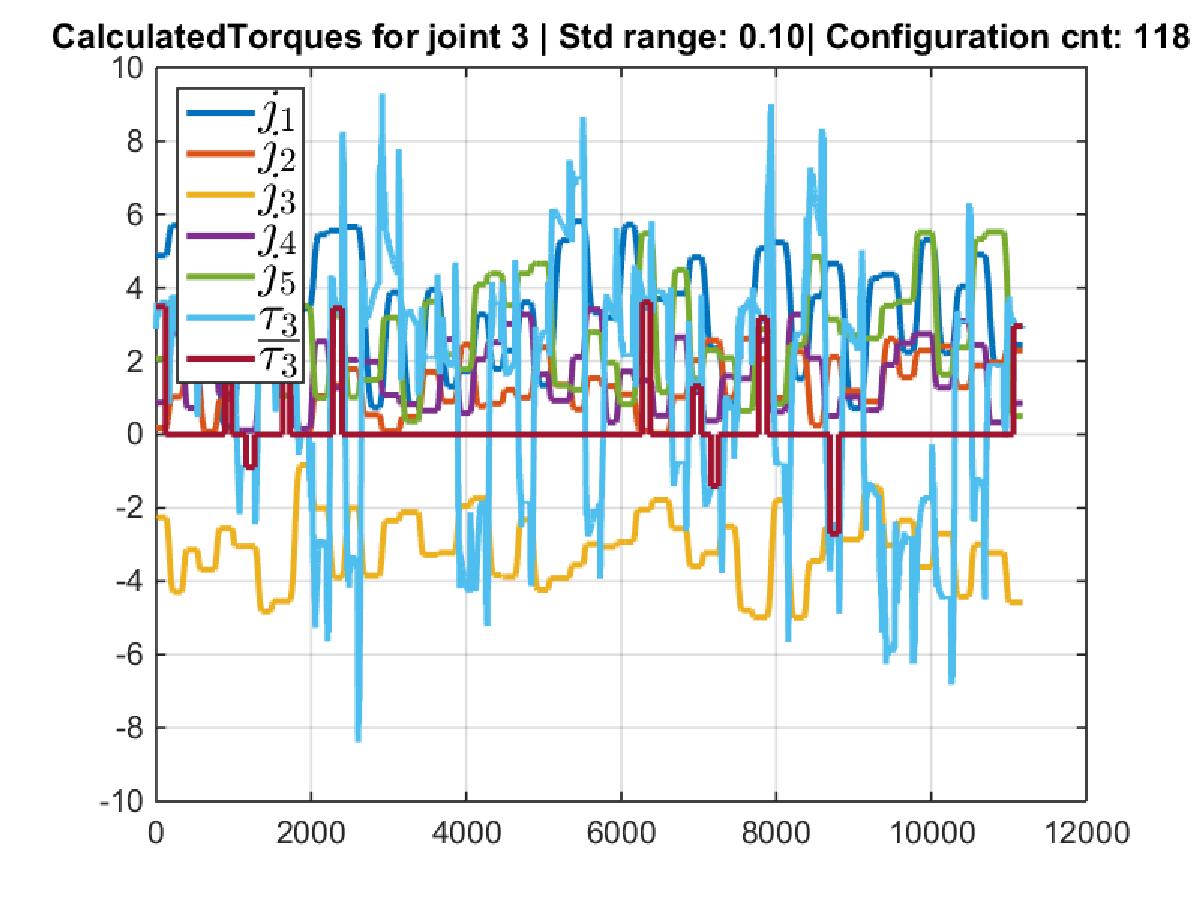 CalculatedTorques for joint 3 | Std range: 0.10| Configuration cnt: 118
10
8
6
4
2
0
-2
-4
-6
-8
-10
j1
j2
j3
j4
j5
τ3
τ̅3
0 2000 4000 6000 8000 10000 12000